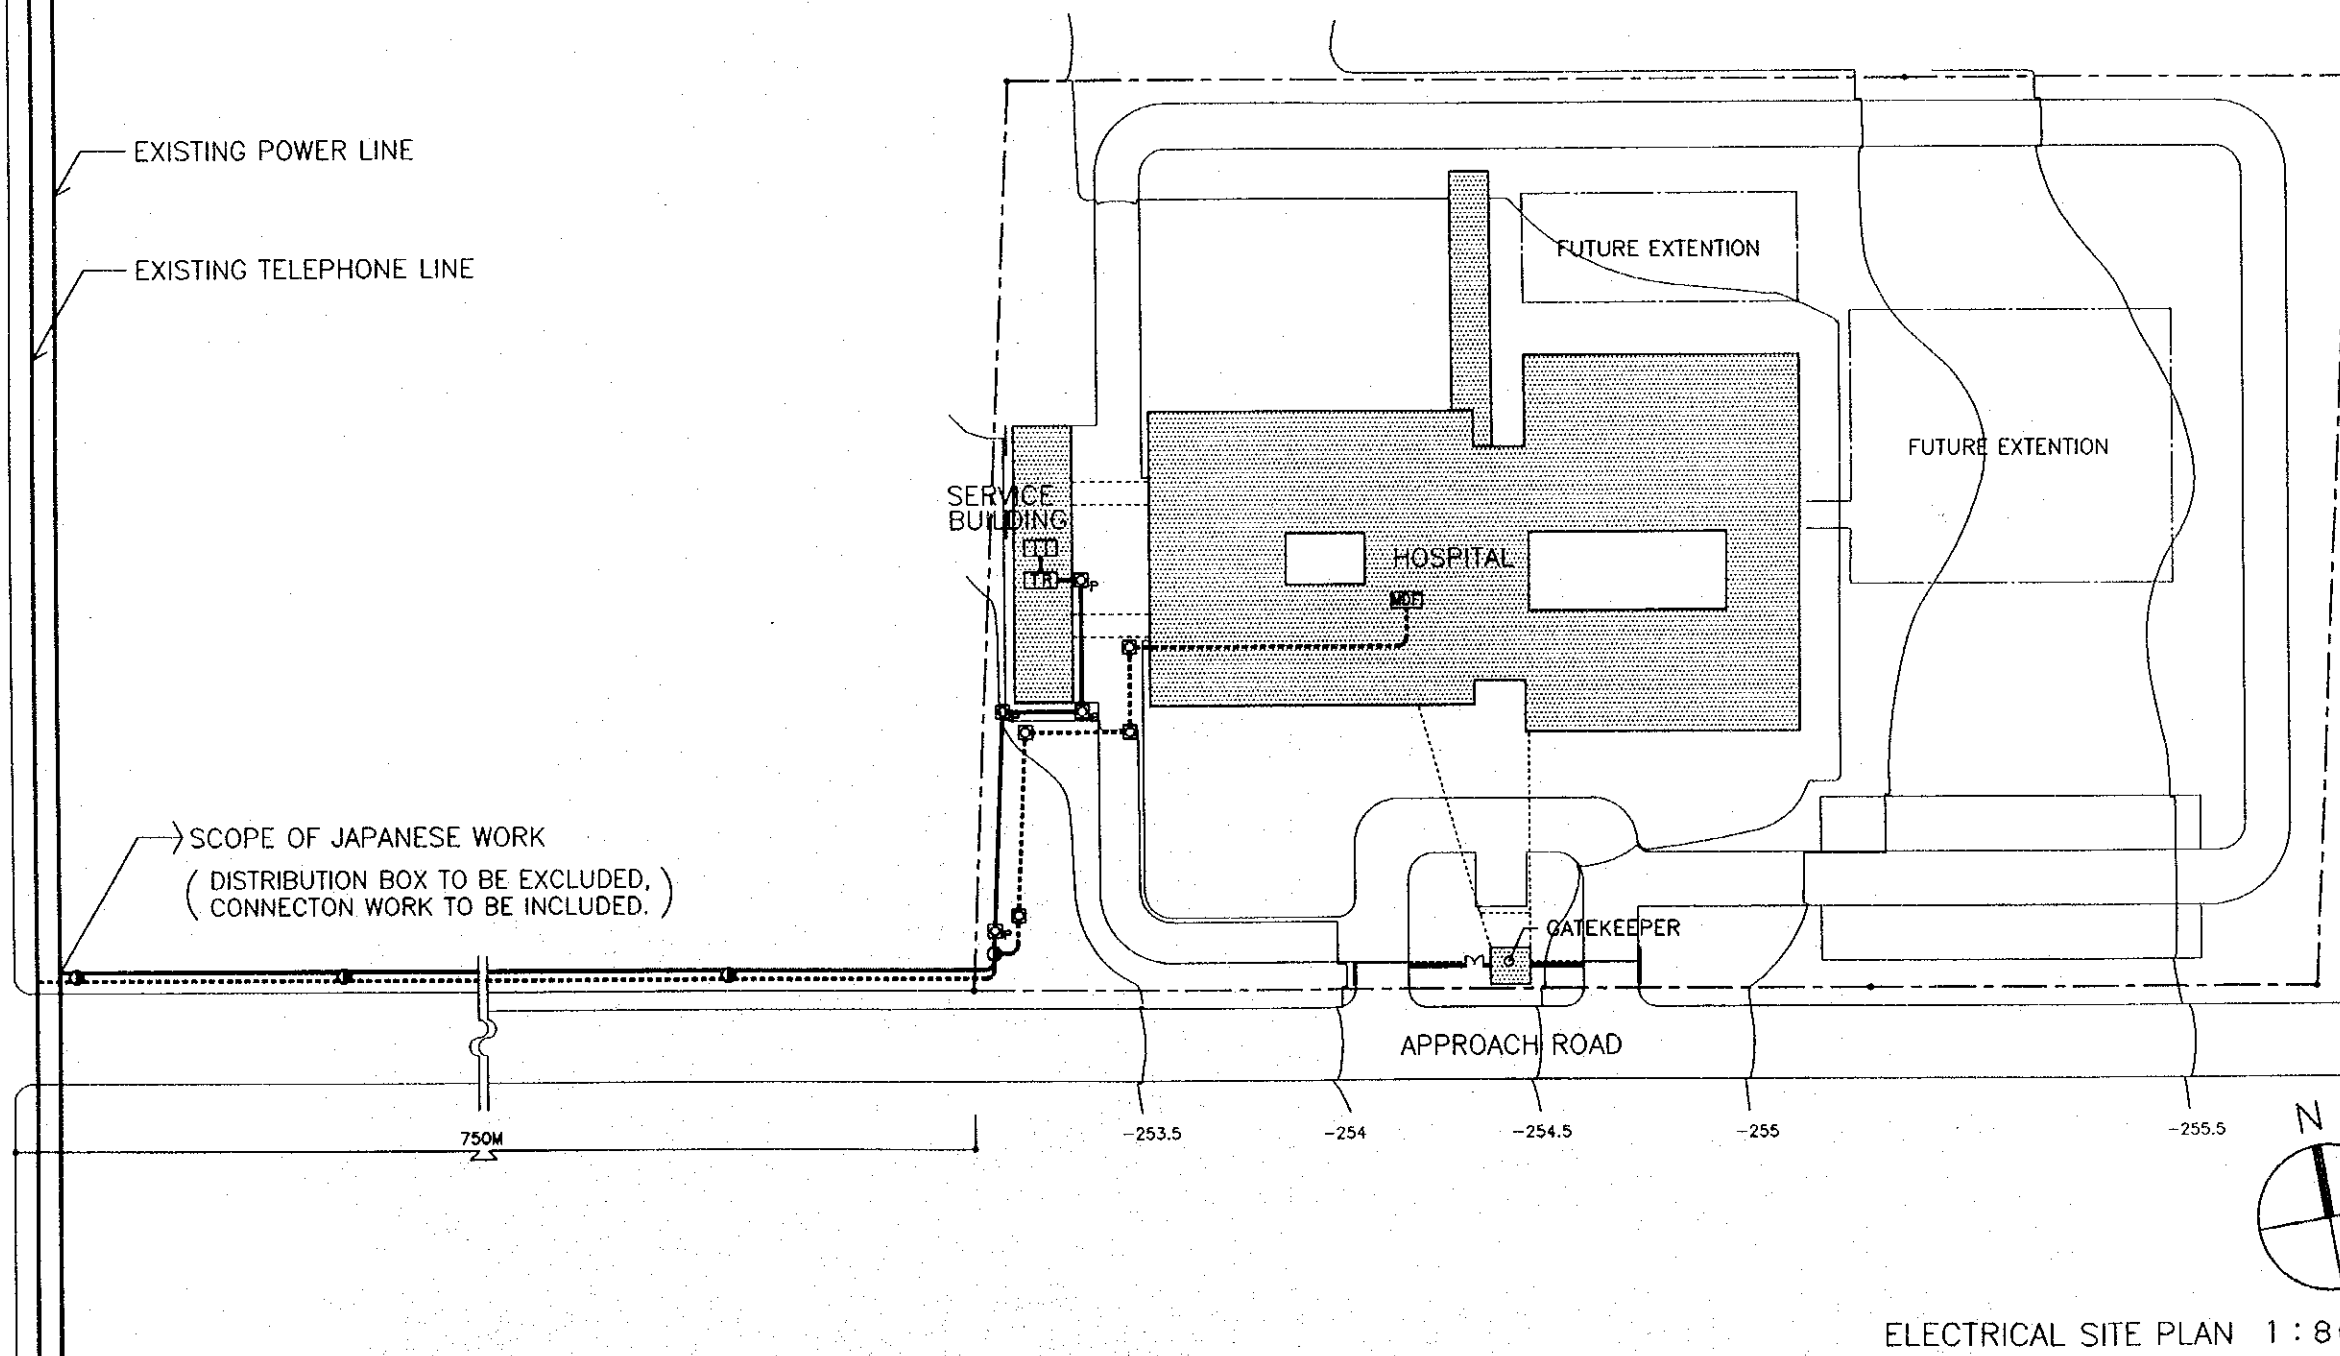 EXISTING POWER LINE
EXISTING TELEPHONE LINE
FUTURE EXTENTION
FUTURE EXTENTION
SERVICE
BUILDING
TR
P
HOSPITAL
MDF
SCOPE OF JAPANESE WORK
( DISTRIBUTION BOX TO BE EXCLUDED,
CONNECTON WORK TO BE INCLUDED. )
GATEKEEPER
APPROACH ROAD
750M
-253.5
-254
-254.5
-255
-255.5
N
ELECTRICAL SITE PLAN